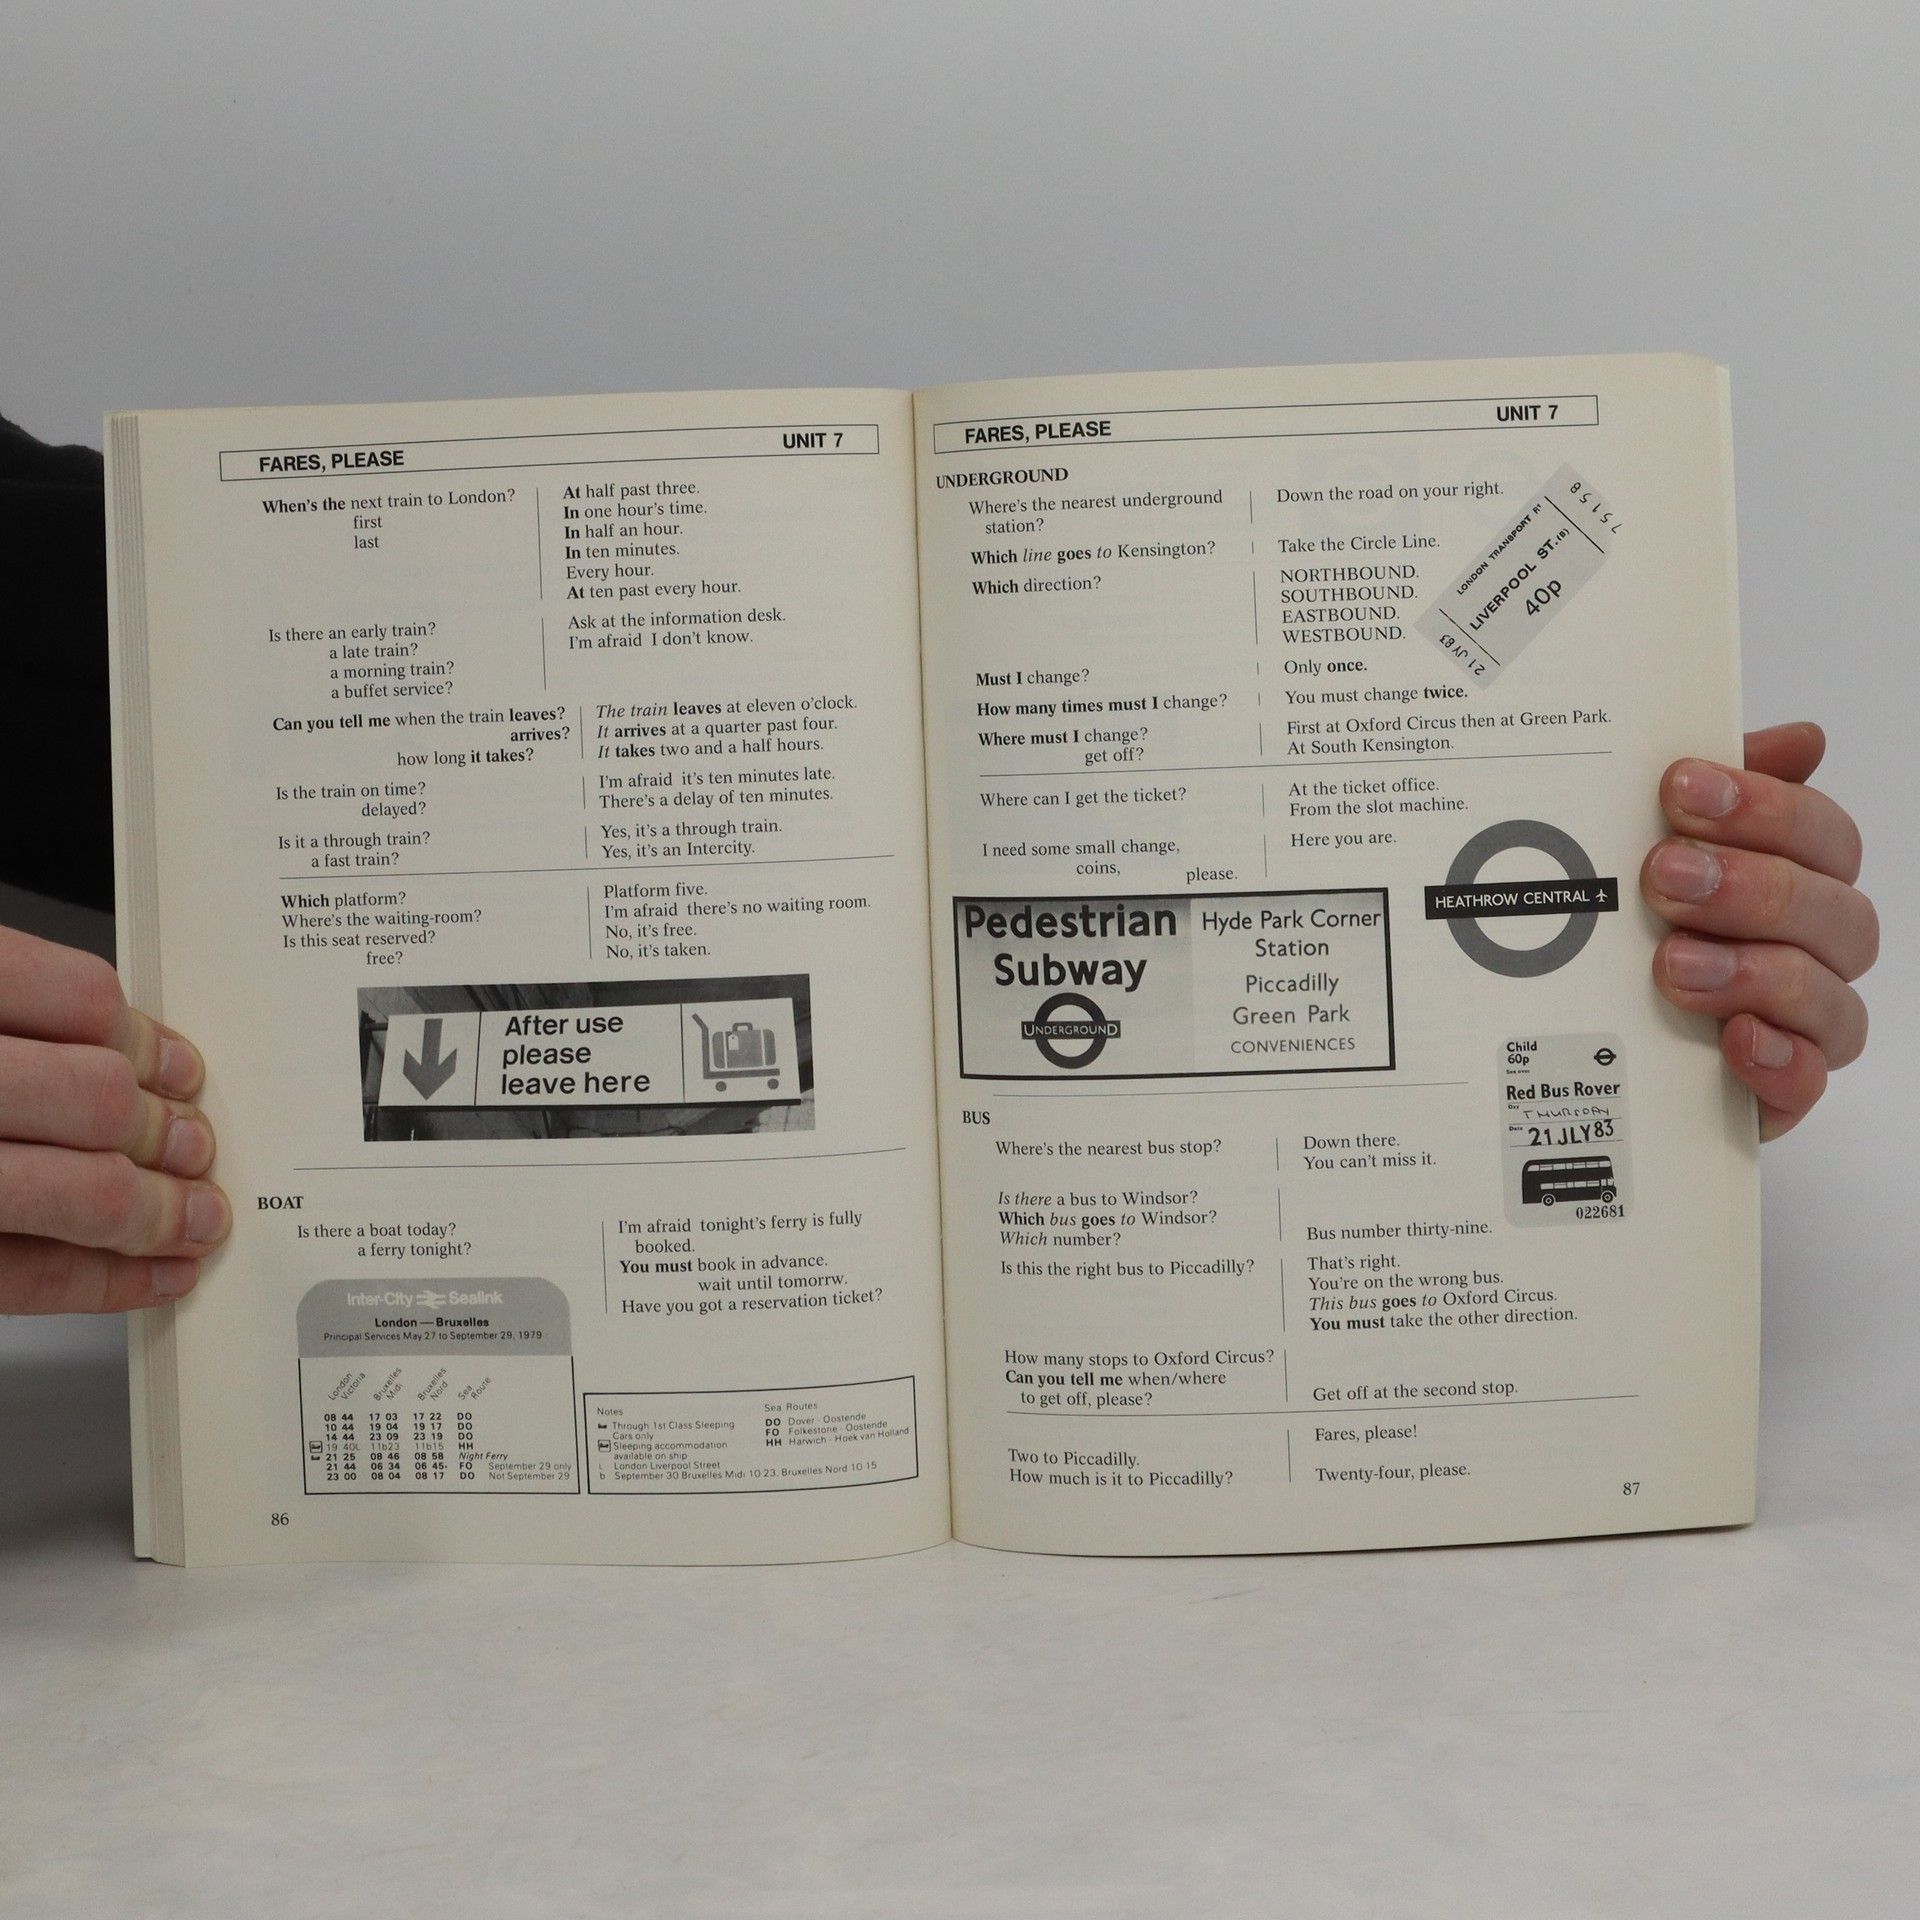 FARES, PLEASE UNIT 7
When's the next train to London?
first
last
At half past three.
In one hour's time.
In half an hour.
In ten minutes.
Every hour.
At ten past every hour.
Is there an early train?
a late train?
a morning train?
a buffet service?
Ask at the information desk.
I'm afraid I don't know.
Can you tell me when the train leaves?
arrives?
how long it takes?
The train leaves at eleven o'clock.
It arrives at a quarter past four.
It takes two and a half hours.
Is the train on time?
delayed?
I'm afraid it's ten minutes late.
There's a delay of ten minutes.
Is it a through train?
a fast train?
Yes, it's a through train.
Yes, it's an Intercity.
Which platform?
Where's the waiting-room?
Is this seat reserved?
free?
Platform five.
I'm afraid there's no waiting room.
No, it's free.
No, it's taken.
After use
please
leave here
BOAT
Is there a boat today?
a ferry tonight?
I'm afraid tonight's ferry is fully
booked.
You must book in advance.
wait until tomorrw.
Have you got a reservation ticket?
Inter-City Sealink
London — Bruxelles
Principal Services May 27 to September 29, 1979
London Victoria
Bruxelles Midi
Bruxelles Nord
Sea Route
08 44 17 03 17 22 DO
10 44 19 04 19 17 DO
14 44 23 09 23 19 DO
19 40L 11b23 11b15 HH
21 25 08 46 08 58 Night Ferry
21 44 06 34 06 45 FO September 29 only
23 00 08 04 08 17 DO Not September 29
Notes
Through 1st Class Sleeping
Cars only
Sleeping accommodation
available on ship
L London Liverpool Street
b September 30 Bruxelles Midi 10 23, Bruxelles Nord 10 15
Sea Routes
DO Dover - Oostende
FO Folkestone - Oostende
HH Harwich - Hoek van Holland
86
FARES, PLEASE UNIT 7
UNDERGROUND
Where's the nearest underground
station?
Down the road on your right.
Which line goes to Kensington?
Take the Circle Line.
Which direction?
NORTHBOUND.
SOUTHBOUND.
EASTBOUND.
WESTBOUND.
7515 8
LONDON TRANSPORT RY
LIVERPOOL ST.(B)
40p
21 JY 83
Must I change?
Only once.
How many times must I change?
You must change twice.
Where must I change?
get off?
First at Oxford Circus then at Green Park.
At South Kensington.
Where can I get the ticket?
At the ticket office.
From the slot machine.
I need some small change,
coins,
please.
Here you are.
HEATHROW CENTRAL
Pedestrian
Subway
UNDERGROUND
Hyde Park Corner
Station
Piccadilly
Green Park
CONVENIENCES
Child
60p
See over
Red Bus Rover
Day
THURSDAY
Date
21 JLY 83
022681
BUS
Where's the nearest bus stop?
Down there.
You can't miss it.
Is there a bus to Windsor?
Which bus goes to Windsor?
Which number?
Bus number thirty-nine.
Is this the right bus to Piccadilly?
That's right.
You're on the wrong bus.
This bus goes to Oxford Circus.
You must take the other direction.
How many stops to Oxford Circus?
Can you tell me when/where
to get off, please?
Get off at the second stop.
Fares, please!
Two to Piccadilly.
How much is it to Piccadilly?
Twenty-four, please.
87